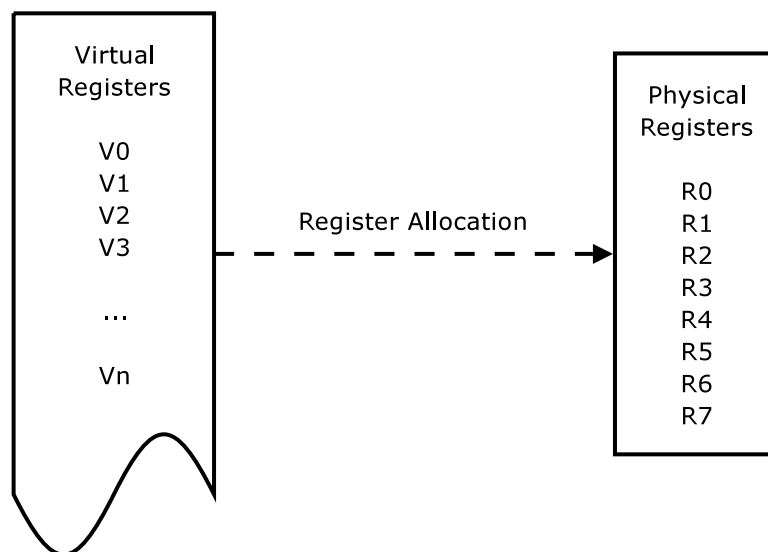 Virtual
Registers
V0
V1
V2
V3
...
Vn
Register Allocation
Physical
Registers
R0
R1
R2
R3
R4
R5
R6
R7